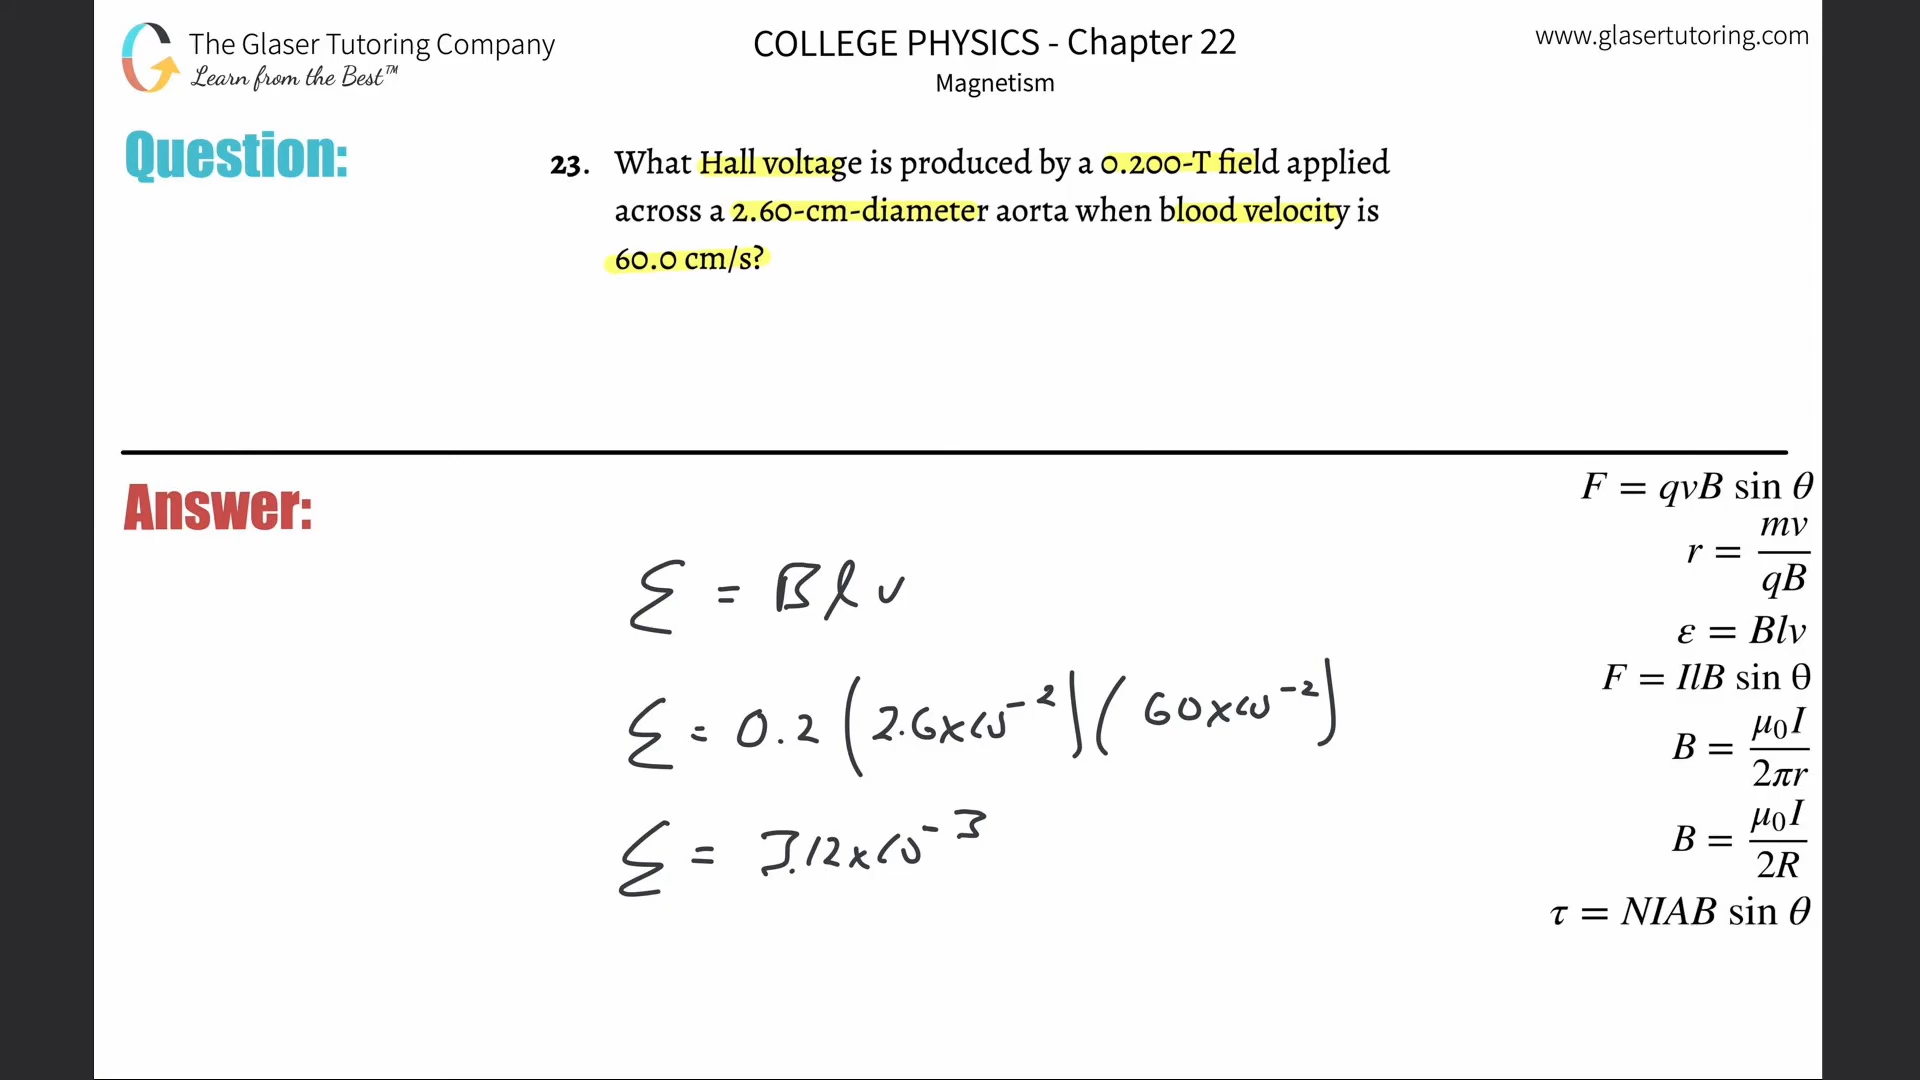 The Glaser Tutoring Company
Learn from the Best™
COLLEGE PHYSICS - Chapter 22
Magnetism
www.glasertutoring.com
Question:
23. What Hall voltage is produced by a 0.200-T field applied
across a 2.60-cm-diameter aorta when blood velocity is
60.0 cm/s?
Answer:
Ɛ = Blv
Ɛ = 0.2 (2.6x10⁻²)(60x10⁻²)
Ɛ = 3.12x10⁻³
F = qvB sin θ
r = mv/qB
ε = Blv
F = IlB sin θ
B = μ₀I/2πr
B = μ₀I/2R
τ = NIAB sin θ